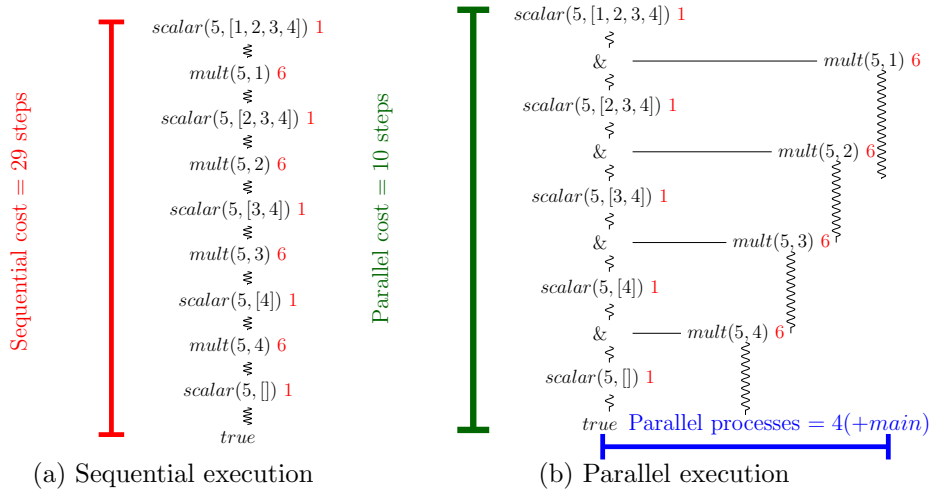 Sequential cost = 29 steps
scalar(5, [1, 2, 3, 4]) 1
mult(5, 1) 6
scalar(5, [2, 3, 4]) 1
mult(5, 2) 6
scalar(5, [3, 4]) 1
mult(5, 3) 6
scalar(5, [4]) 1
mult(5, 4) 6
scalar(5, []) 1
true
(a) Sequential execution
Parallel cost = 10 steps
scalar(5, [1, 2, 3, 4]) 1
& mult(5, 1) 6
scalar(5, [2, 3, 4]) 1
& mult(5, 2) 6
scalar(5, [3, 4]) 1
& mult(5, 3) 6
scalar(5, [4]) 1
& mult(5, 4) 6
scalar(5, []) 1
true Parallel processes = 4(+main)
(b) Parallel execution